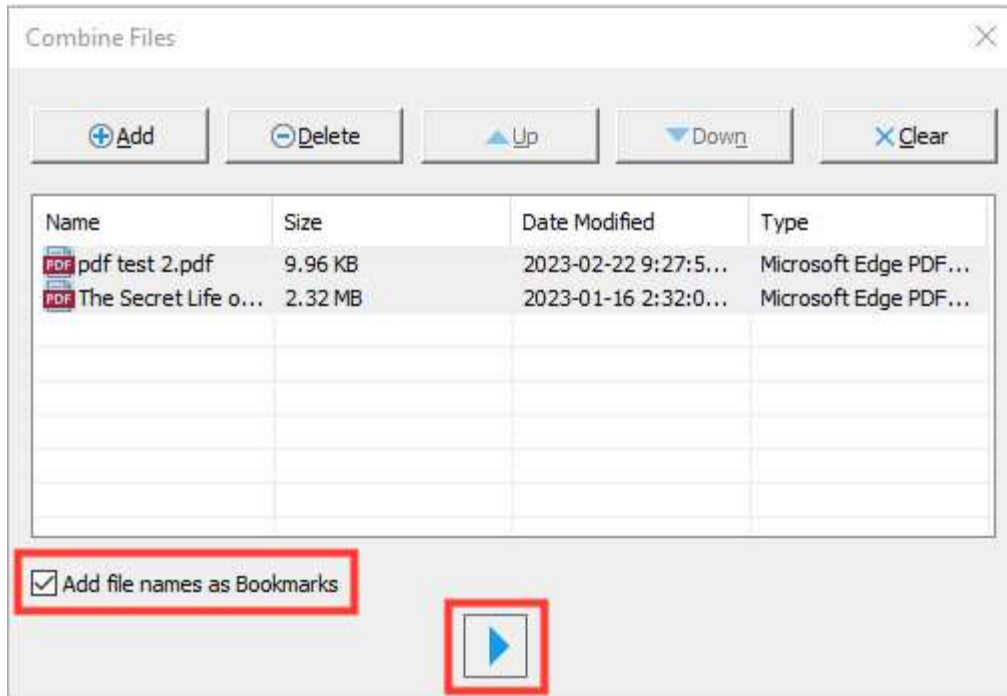 Combine Files
Add Delete Up Down Clear
Name Size Date Modified Type
PDF pdf test 2.pdf 9.96 KB 2023-02-22 9:27:5... Microsoft Edge PDF...
PDF The Secret Life o... 2.32 MB 2023-01-16 2:32:0... Microsoft Edge PDF...
Add file names as Bookmarks